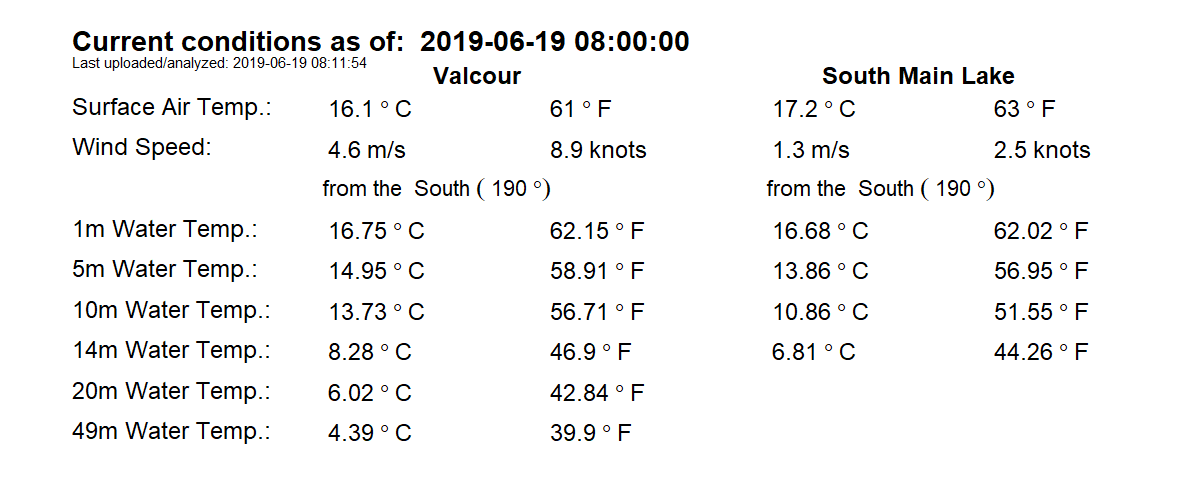 Current conditions as of:  2019-06-19 08:00:00
Last uploaded/analyzed: 2019-06-19 08:11:54
Valcour South Main Lake
Surface Air Temp.: 16.1 ° C 61 ° F 17.2 ° C 63 ° F
Wind Speed: 4.6 m/s 8.9 knots 1.3 m/s 2.5 knots
from the  South ( 190 °) from the  South ( 190 °)
1m Water Temp.: 16.75 ° C 62.15 ° F 16.68 ° C 62.02 ° F
5m Water Temp.: 14.95 ° C 58.91 ° F 13.86 ° C 56.95 ° F
10m Water Temp.: 13.73 ° C 56.71 ° F 10.86 ° C 51.55 ° F
14m Water Temp.: 8.28 ° C 46.9 ° F 6.81 ° C 44.26 ° F
20m Water Temp.: 6.02 ° C 42.84 ° F
49m Water Temp.: 4.39 ° C 39.9 ° F